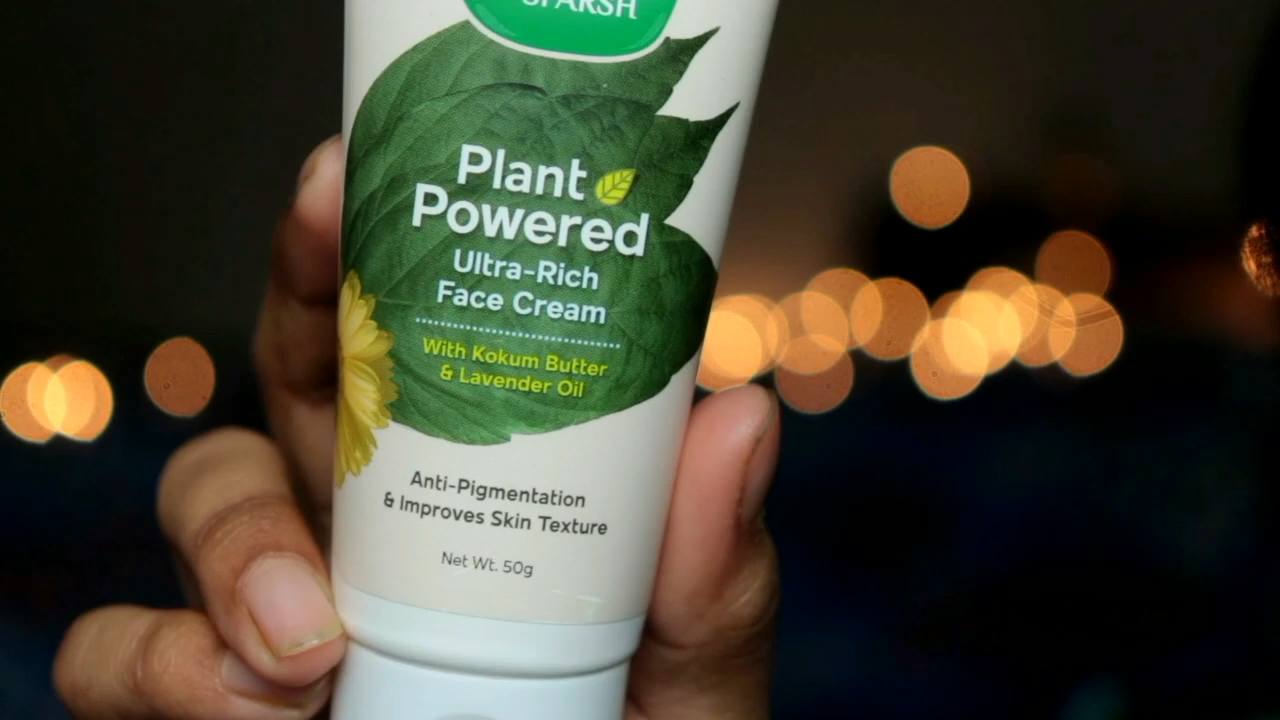 SPARSH
Plant
Powered
Ultra-Rich
Face Cream
With Kokum Butter
& Lavender Oil
Anti-Pigmentation
& Improves Skin Texture
Net Wt. 50g